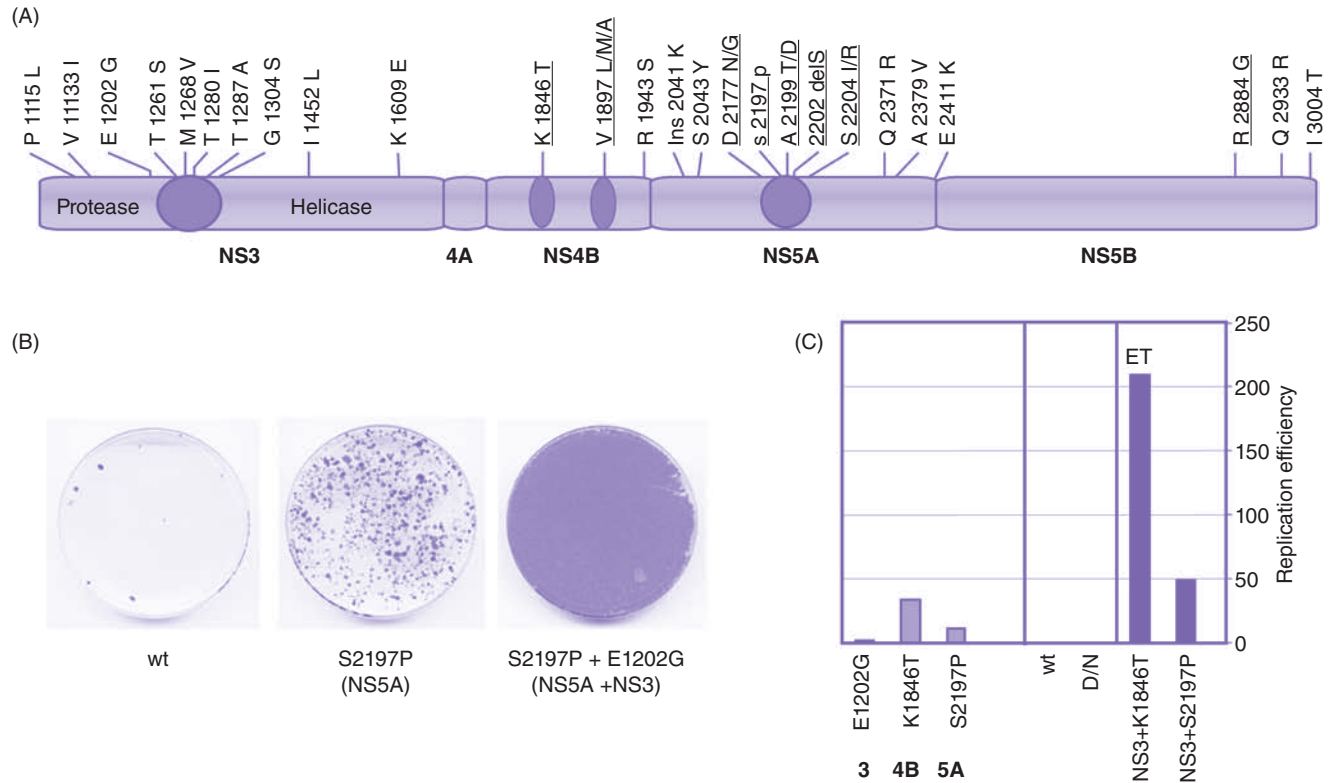 (A)
P 1115 L
V 11133 I
E 1202 G
T 1261 S
M 1268 V
T 1280 I
T 1287 A
G 1304 S
I 1452 L
K 1609 E
K 1846 T
V 1897 L/M/A
R 1943 S
Ins 2041 K
S 2043 Y
D 2177 N/G
s 2197 p
A 2199 T/D
2202 delS
S 2204 I/R
Q 2371 R
A 2379 V
E 2411 K
R 2884 G
Q 2933 R
I 3004 T
Protease
Helicase
NS3
4A
NS4B
NS5A
NS5B
(B)
wt
S2197P
(NS5A)
S2197P + E1202G
(NS5A +NS3)
(C)
ET
250
200
150
100
50
0
Replication efficiency
E1202G
K1846T
S2197P
wt
D/N
NS3+K1846T
NS3+S2197P
3 4B 5A